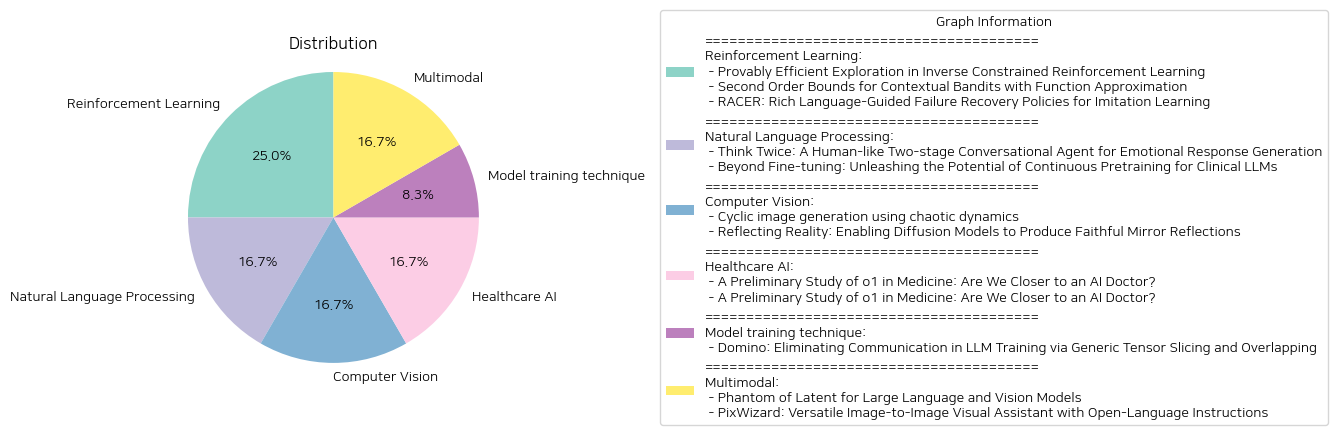 Distribution
Reinforcement Learning
25.0%
Multimodal
16.7%
Model training technique
8.3%
Natural Language Processing
16.7%
Computer Vision
16.7%
Healthcare AI
16.7%
Graph Information
========================================
Reinforcement Learning:
- Provably Efficient Exploration in Inverse Constrained Reinforcement Learning
- Second Order Bounds for Contextual Bandits with Function Approximation
- RACER: Rich Language-Guided Failure Recovery Policies for Imitation Learning
========================================
Natural Language Processing:
- Think Twice: A Human-like Two-stage Conversational Agent for Emotional Response Generation
- Beyond Fine-tuning: Unleashing the Potential of Continuous Pretraining for Clinical LLMs
========================================
Computer Vision:
- Cyclic image generation using chaotic dynamics
- Reflecting Reality: Enabling Diffusion Models to Produce Faithful Mirror Reflections
========================================
Healthcare AI:
- A Preliminary Study of o1 in Medicine: Are We Closer to an AI Doctor?
- A Preliminary Study of o1 in Medicine: Are We Closer to an AI Doctor?
========================================
Model training technique:
- Domino: Eliminating Communication in LLM Training via Generic Tensor Slicing and Overlapping
========================================
Multimodal:
- Phantom of Latent for Large Language and Vision Models
- PixWizard: Versatile Image-to-Image Visual Assistant with Open-Language Instructions